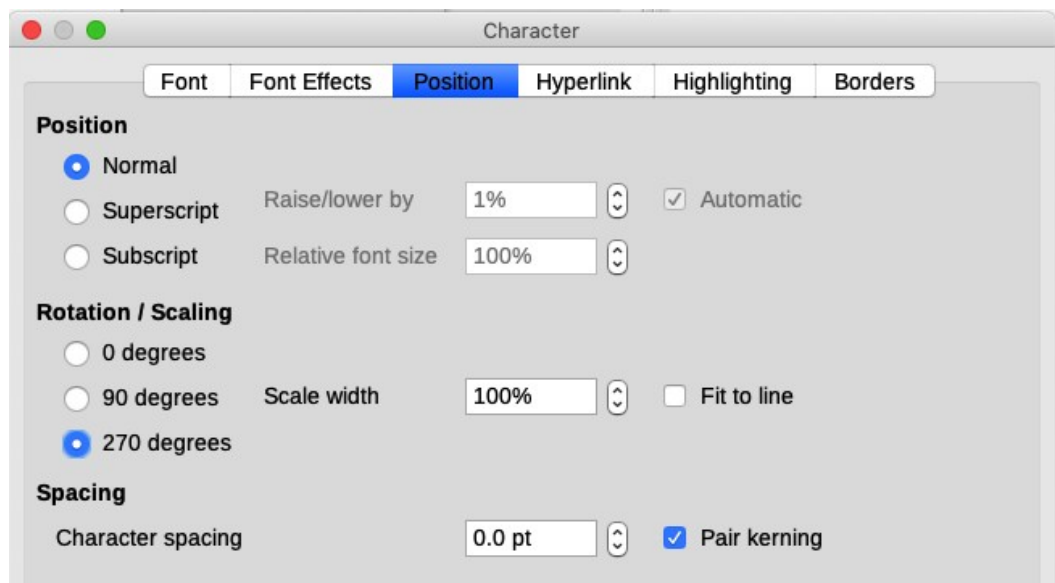 Character
Font Font Effects Position Hyperlink Highlighting Borders
Position
Normal
Superscript Raise/lower by 1% Automatic
Subscript Relative font size 100%
Rotation / Scaling
0 degrees
90 degrees Scale width 100% Fit to line
270 degrees
Spacing
Character spacing 0.0 pt Pair kerning